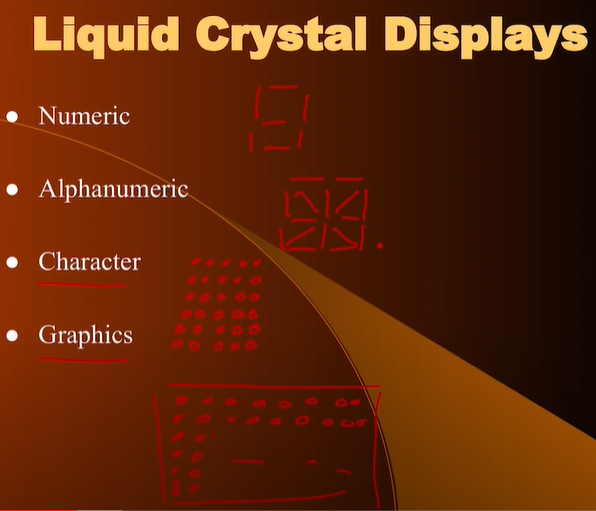 Liquid Crystal Displays
• Numeric
• Alphanumeric
• Character
• Graphics